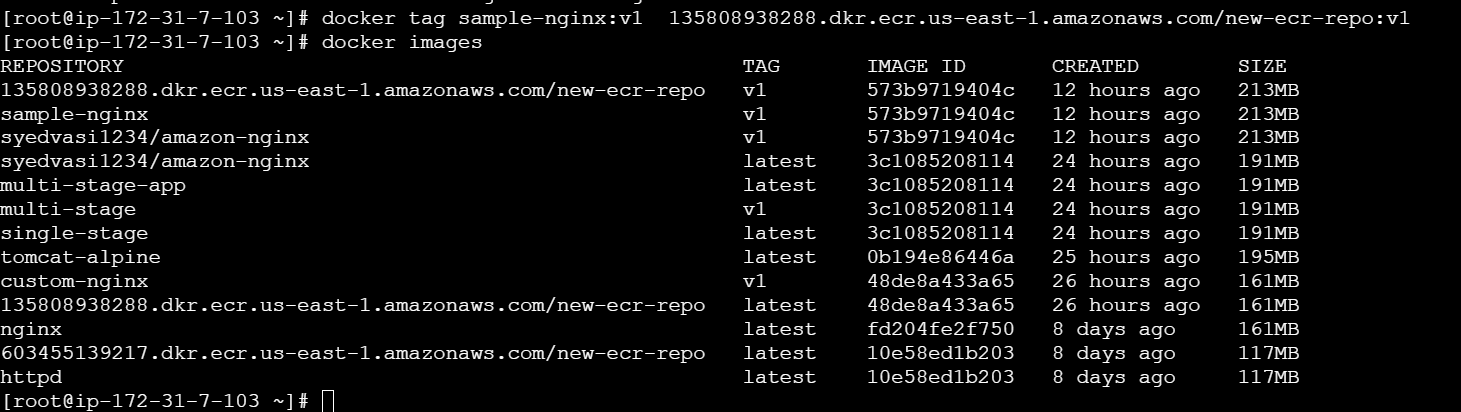 [root@ip-172-31-7-103 ~]# docker tag sample-nginx:v1  135808938288.dkr.ecr.us-east-1.amazonaws.com/new-ecr-repo:v1
[root@ip-172-31-7-103 ~]# docker images
REPOSITORY TAG IMAGE ID CREATED SIZE
135808938288.dkr.ecr.us-east-1.amazonaws.com/new-ecr-repo v1 573b9719404c 12 hours ago 213MB
sample-nginx v1 573b9719404c 12 hours ago 213MB
syedvasi1234/amazon-nginx v1 573b9719404c 12 hours ago 213MB
syedvasi1234/amazon-nginx latest 3c1085208114 24 hours ago 191MB
multi-stage-app latest 3c1085208114 24 hours ago 191MB
multi-stage v1 3c1085208114 24 hours ago 191MB
single-stage latest 3c1085208114 24 hours ago 191MB
tomcat-alpine latest 0b194e86446a 25 hours ago 195MB
custom-nginx v1 48de8a433a65 26 hours ago 161MB
135808938288.dkr.ecr.us-east-1.amazonaws.com/new-ecr-repo latest 48de8a433a65 26 hours ago 161MB
nginx latest fd204fe2f750 8 days ago 161MB
603455139217.dkr.ecr.us-east-1.amazonaws.com/new-ecr-repo latest 10e58ed1b203 8 days ago 117MB
httpd latest 10e58ed1b203 8 days ago 117MB
[root@ip-172-31-7-103 ~]#